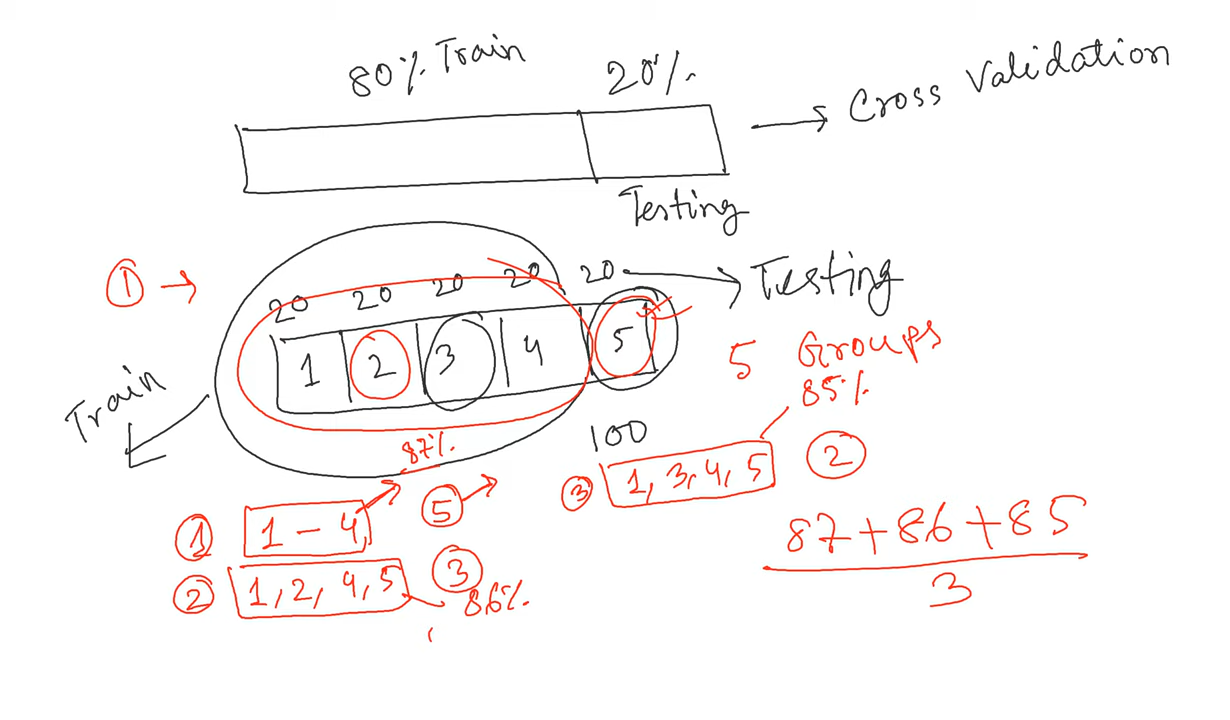 80% Train 20%
→ Cross Validation
Testing
① → 20 20 20 20 20 → Testing
1 2 3 4 5
Train
5 Groups
85%
100
87%
③ 1, 3, 4, 5 ②
① 1 - 4 ⑤
② 1, 2, 4, 5 ③
86%
87+86+85
3